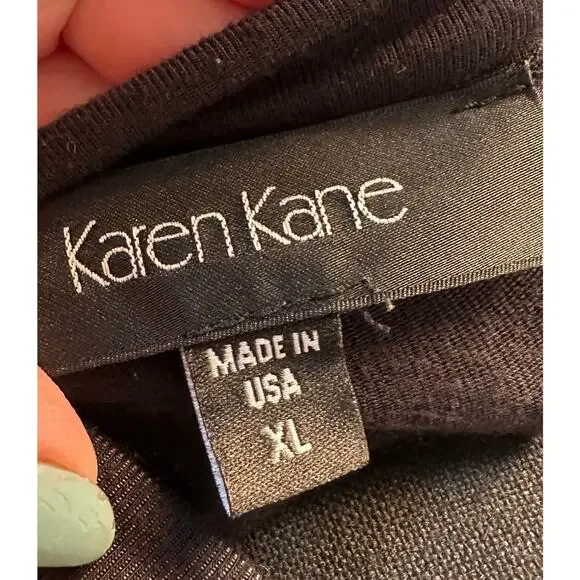 Karen Kane
MADE IN
USA
XL